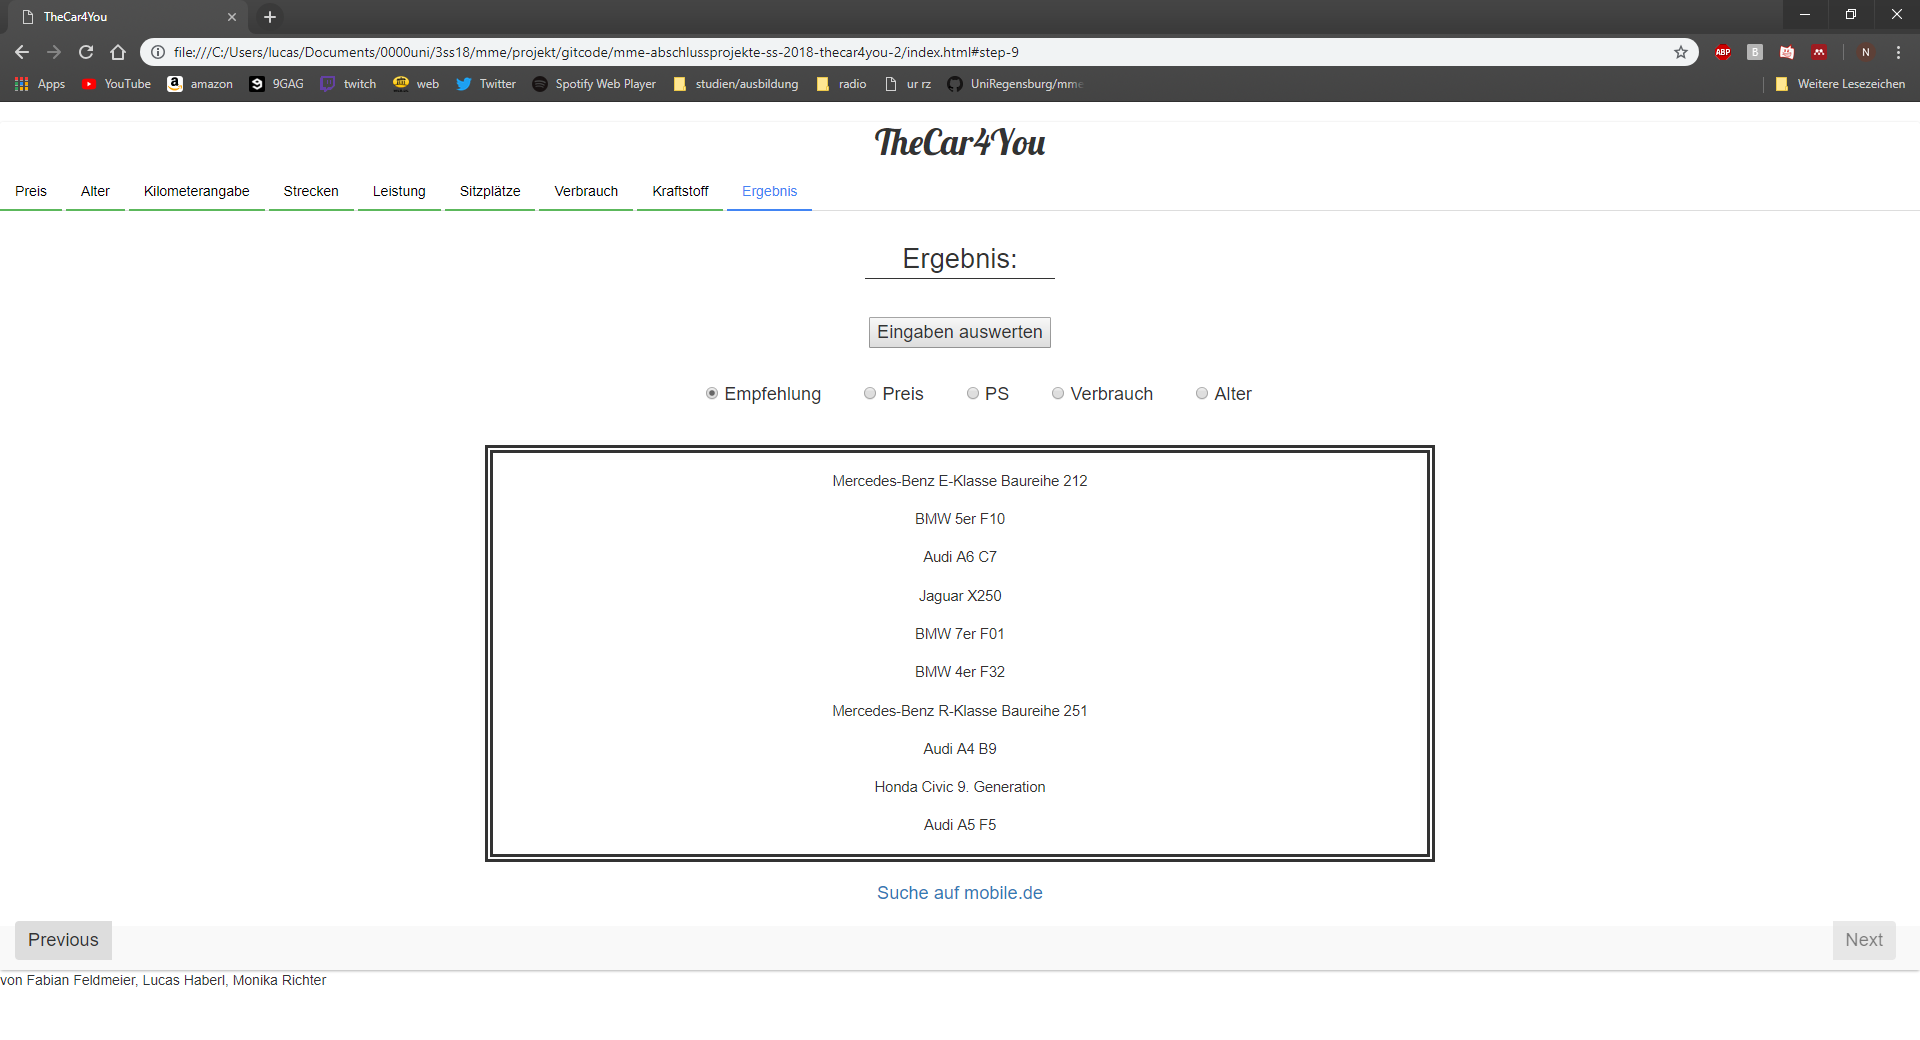 TheCar4You
file:///C:/Users/lucas/Documents/0000uni/3ss18/mme/projekt/gitcode/mme-abschlussprojekte-ss-2018-thecar4you-2/index.html#step-9
ABP B N
Apps YouTube amazon 9GAG twitch web Twitter Spotify Web Player studien/ausbildung radio ur rz UniRegensburg/mme Weitere Lesezeichen
TheCar4You
Preis Alter Kilometerangabe Strecken Leistung Sitzplätze Verbrauch Kraftstoff Ergebnis
Ergebnis:
Eingaben auswerten
Empfehlung Preis PS Verbrauch Alter
Mercedes-Benz E-Klasse Baureihe 212
BMW 5er F10
Audi A6 C7
Jaguar X250
BMW 7er F01
BMW 4er F32
Mercedes-Benz R-Klasse Baureihe 251
Audi A4 B9
Honda Civic 9. Generation
Audi A5 F5
Suche auf mobile.de
Previous Next
von Fabian Feldmeier, Lucas Haberl, Monika Richter